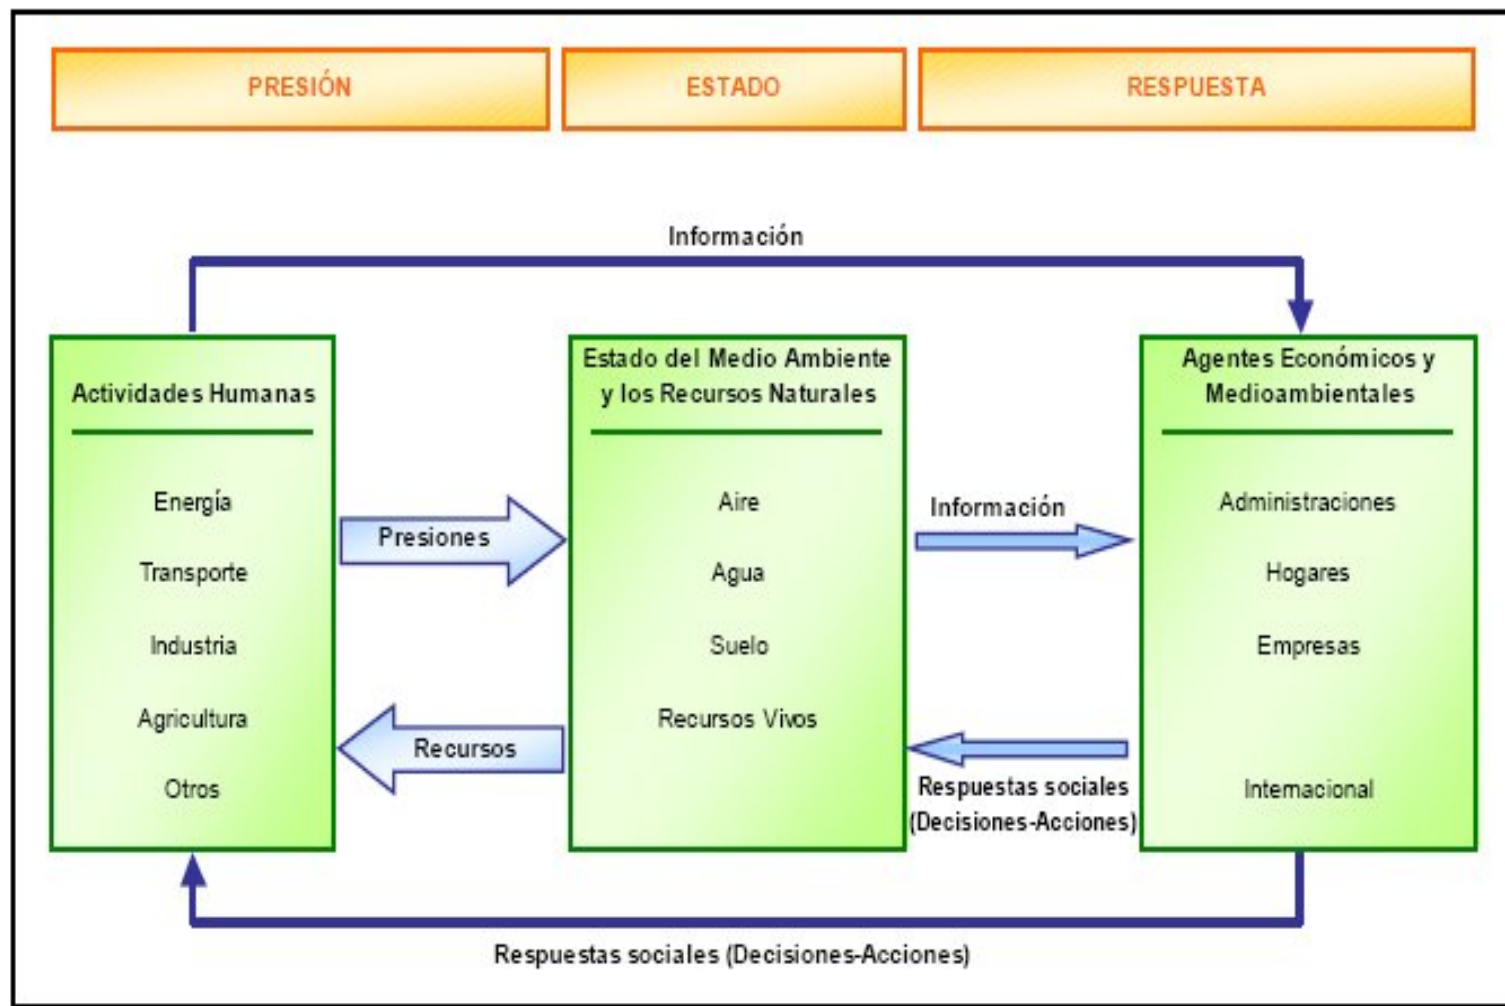 PRESIÓN
ESTADO
RESPUESTA
Información
Actividades Humanas
Energía
Transporte
Industria
Agricultura
Otros
Presiones
Recursos
Estado del Medio Ambiente
y los Recursos Naturales
Aire
Agua
Suelo
Recursos Vivos
Información
Respuestas sociales
(Decisiones-Acciones)
Agentes Económicos y
Medioambientales
Administraciones
Hogares
Empresas
Internacional
Respuestas sociales (Decisiones-Acciones)